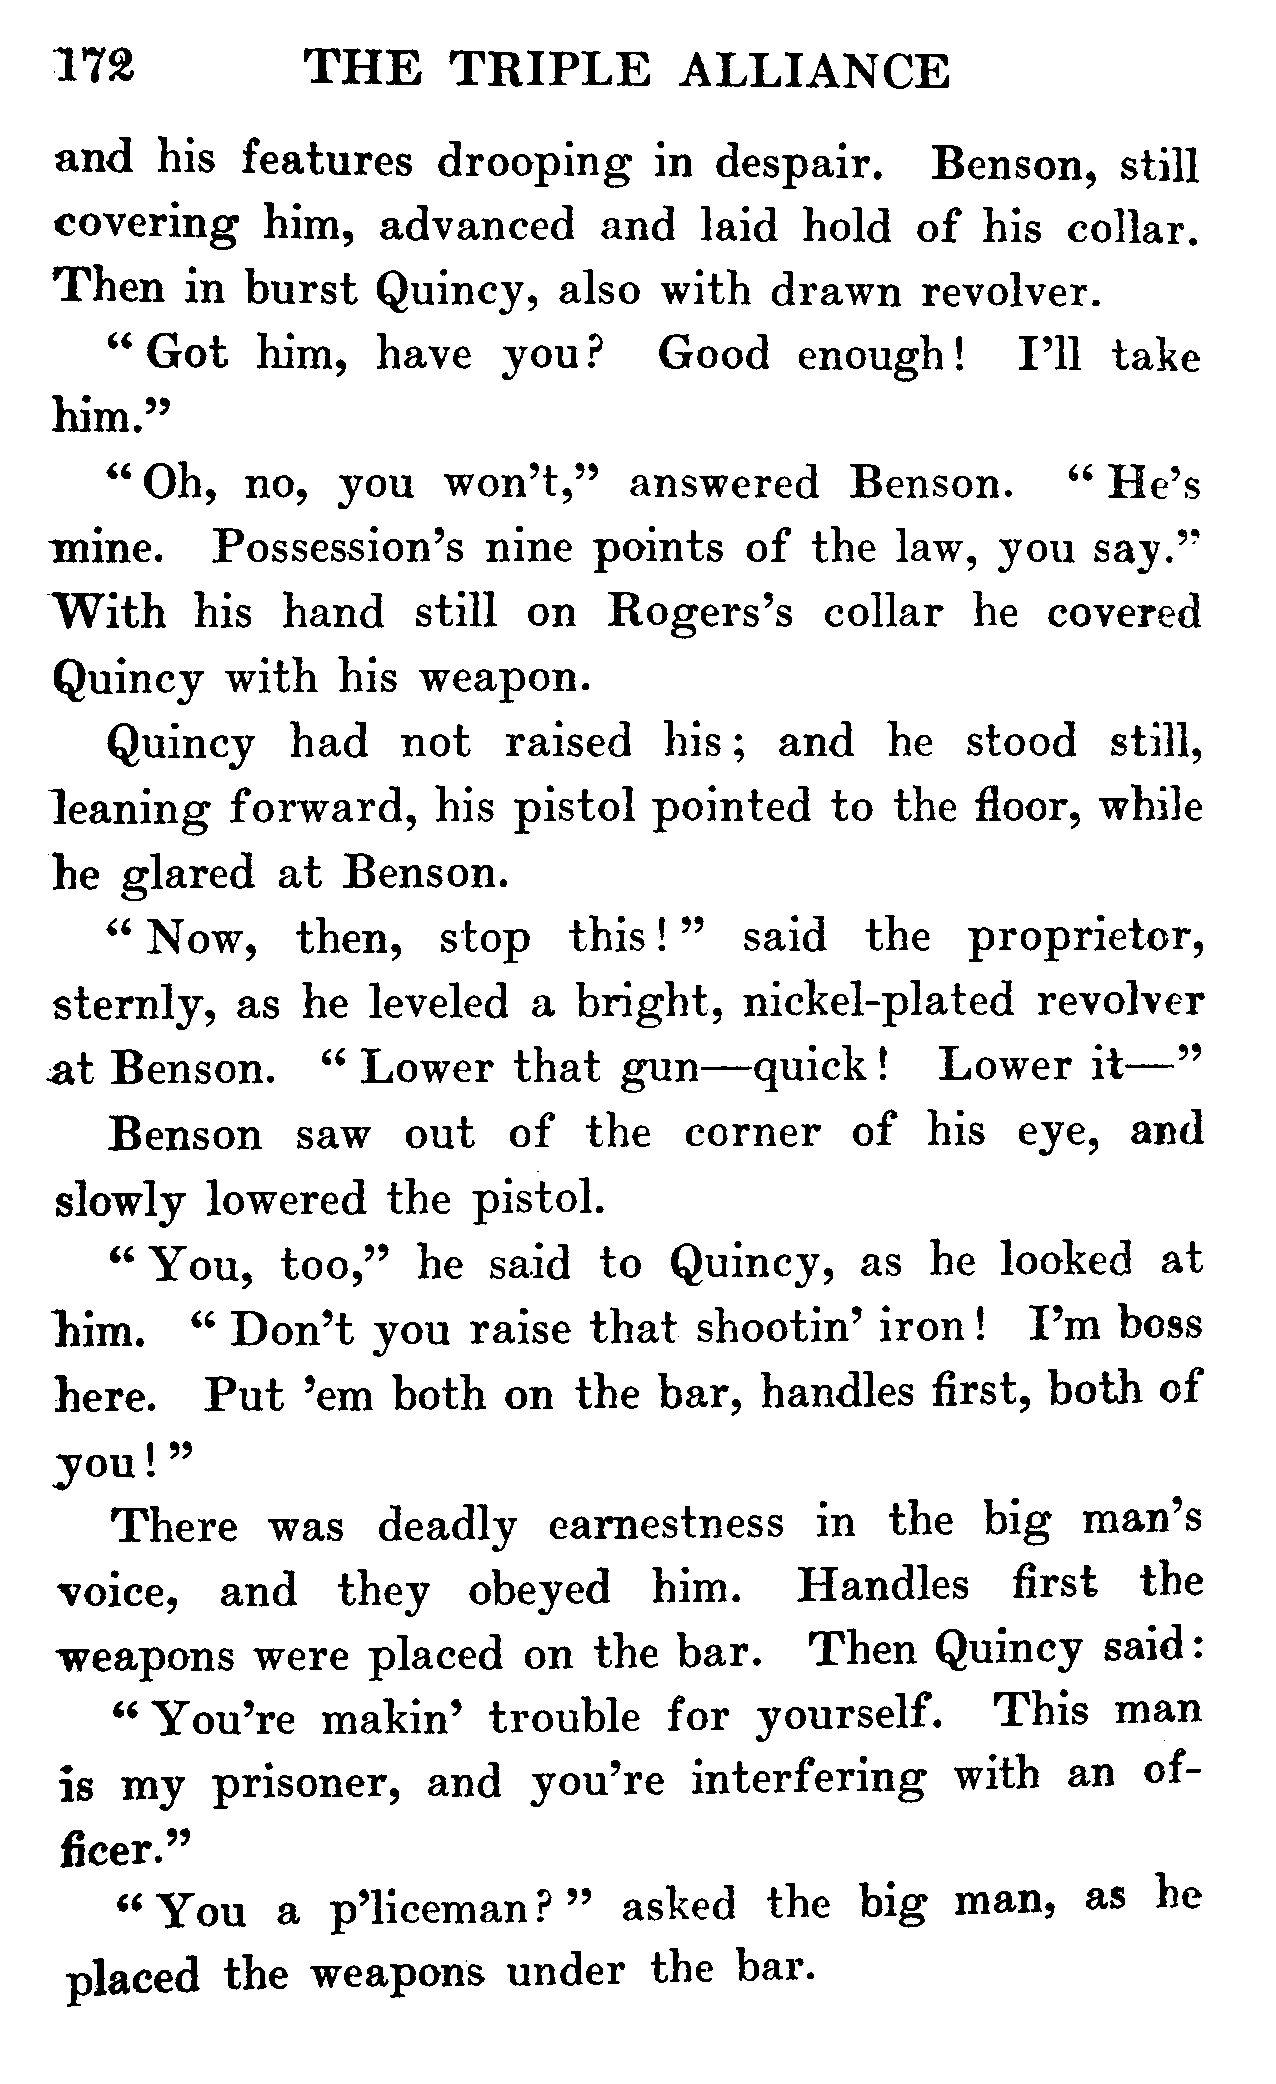 172 THE TRIPLE ALLIANCE
and his features drooping in despair. Benson, still
covering him, advanced and laid hold of his collar.
Then in burst Quincy, also with drawn revolver.
“Got him, have you? Good enough! I’ll take
him.”
“Oh, no, you won’t,” answered Benson. “He’s
mine. Possession’s nine points of the law, you say.”
With his hand still on Rogers’s collar he covered
Quincy with his weapon.
Quincy had not raised his; and he stood still,
leaning forward, his pistol pointed to the floor, while
he glared at Benson.
“Now, then, stop this!” said the proprietor,
sternly, as he leveled a bright, nickel-plated revolver
at Benson. “Lower that gun—quick! Lower it—”
Benson saw out of the corner of his eye, and
slowly lowered the pistol.
“You, too,” he said to Quincy, as he looked at
him. “Don’t you raise that shootin’ iron! I’m boss
here. Put ’em both on the bar, handles first, both of
you!”
There was deadly earnestness in the big man’s
voice, and they obeyed him. Handles first the
weapons were placed on the bar. Then Quincy said:
“You’re makin’ trouble for yourself. This man
is my prisoner, and you’re interfering with an of-
ficer.”
“You a p’liceman?” asked the big man, as he
placed the weapons under the bar.